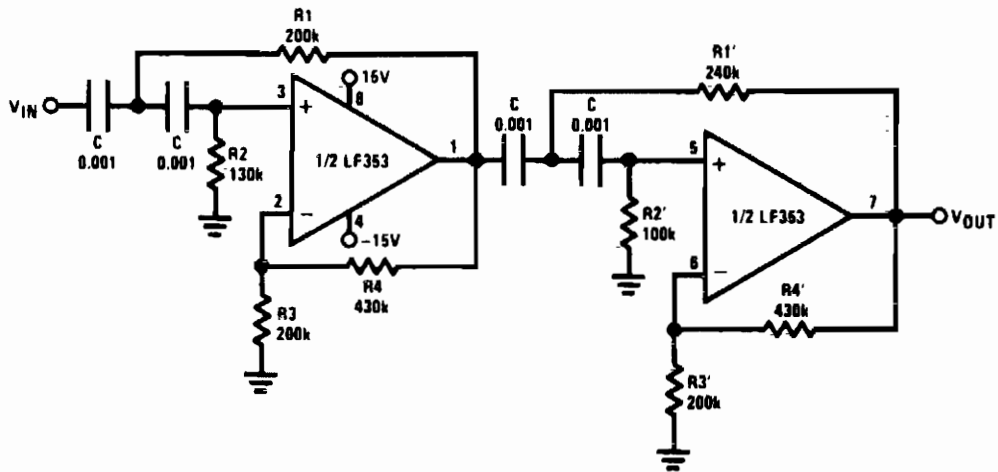 R1
200k
VIN
C
0.001
C
0.001
R2
130k
3
+
15V
8
1/2 LF353
1
2
−
4
-15V
R4
430k
R3
200k
C
0.001
C
0.001
R1'
240k
R2'
100k
5
+
1/2 LF353
7
VOUT
6
−
R4'
430k
R3'
200k